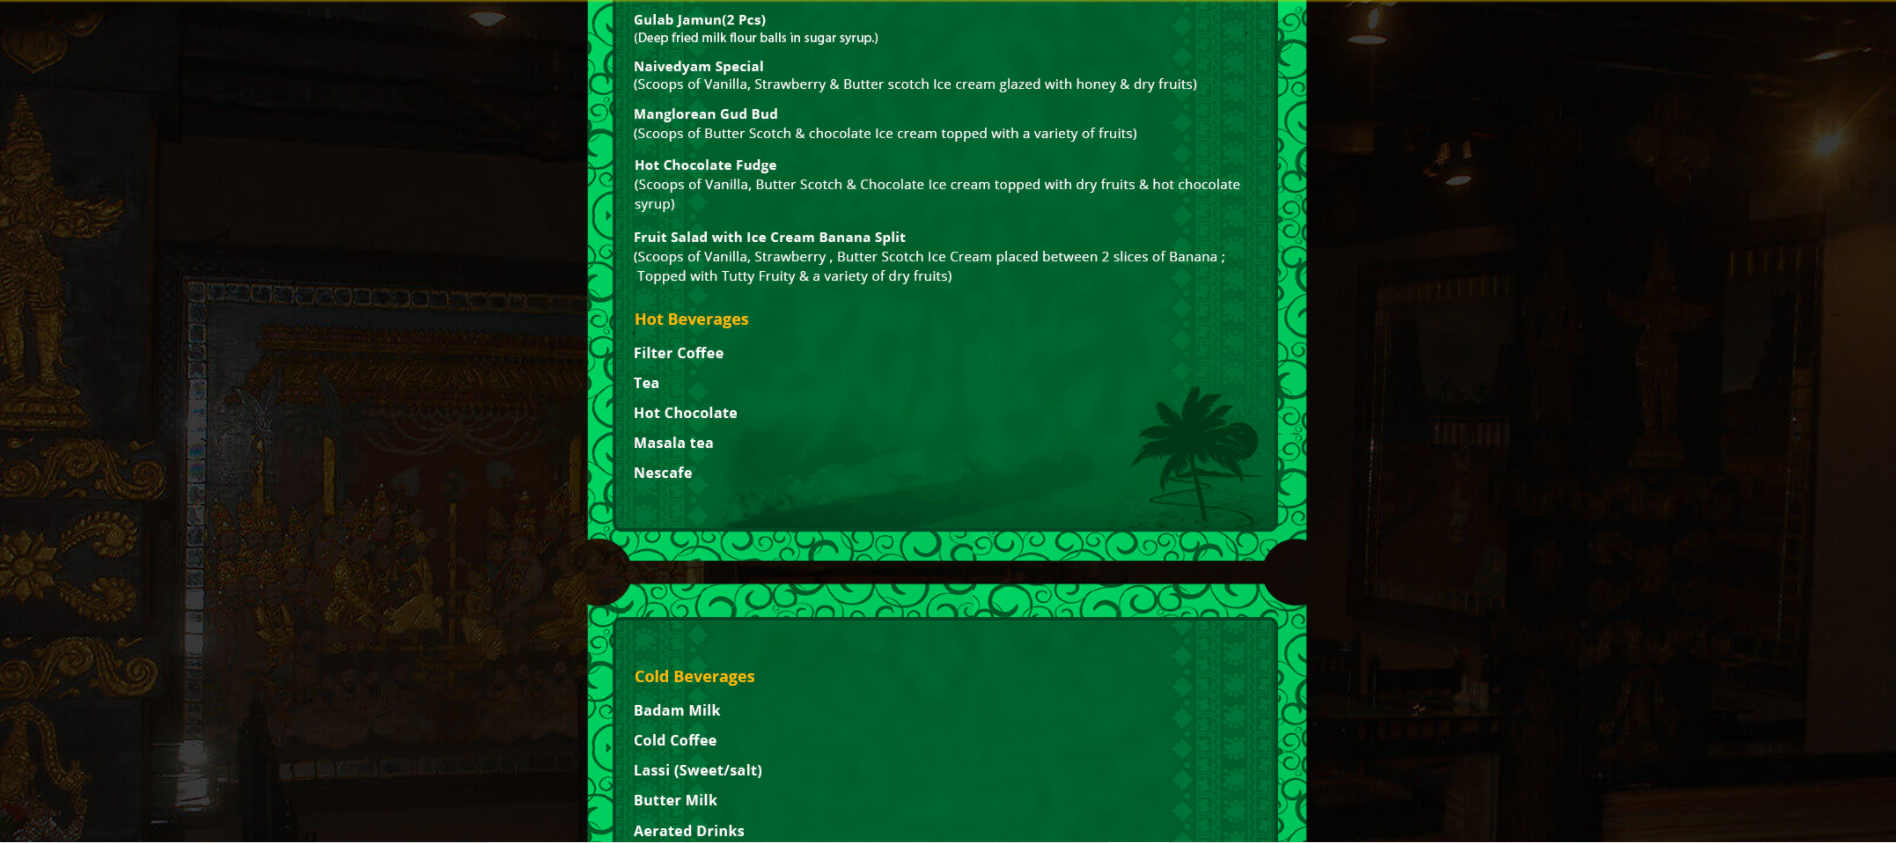 Gulab Jamun(2 Pcs)
(Deep fried milk flour balls in sugar syrup.)
Naivedyam Special
(Scoops of Vanilla, Strawberry & Butter scotch Ice cream glazed with honey & dry fruits)
Manglorean Gud Bud
(Scoops of Butter Scotch & chocolate Ice cream topped with a variety of fruits)
Hot Chocolate Fudge
(Scoops of Vanilla, Butter Scotch & Chocolate Ice cream topped with dry fruits & hot chocolate
syrup)
Fruit Salad with Ice Cream Banana Split
(Scoops of Vanilla, Strawberry , Butter Scotch Ice Cream placed between 2 slices of Banana ;
Topped with Tutty Fruity & a variety of dry fruits)
Hot Beverages
Filter Coffee
Tea
Hot Chocolate
Masala tea
Nescafe
Cold Beverages
Badam Milk
Cold Coffee
Lassi (Sweet/salt)
Butter Milk
Aerated Drinks